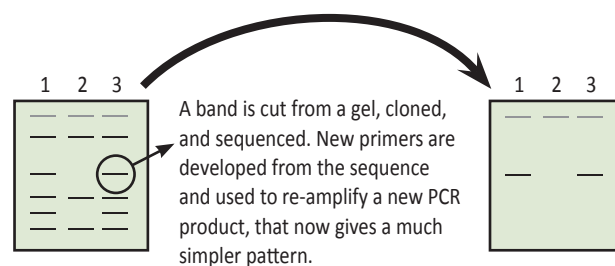 1 2 3
1 2 3
A band is cut from a gel, cloned,
and sequenced. New primers are
developed from the sequence
and used to re-amplify a new PCR
product, that now gives a much
simpler pattern.